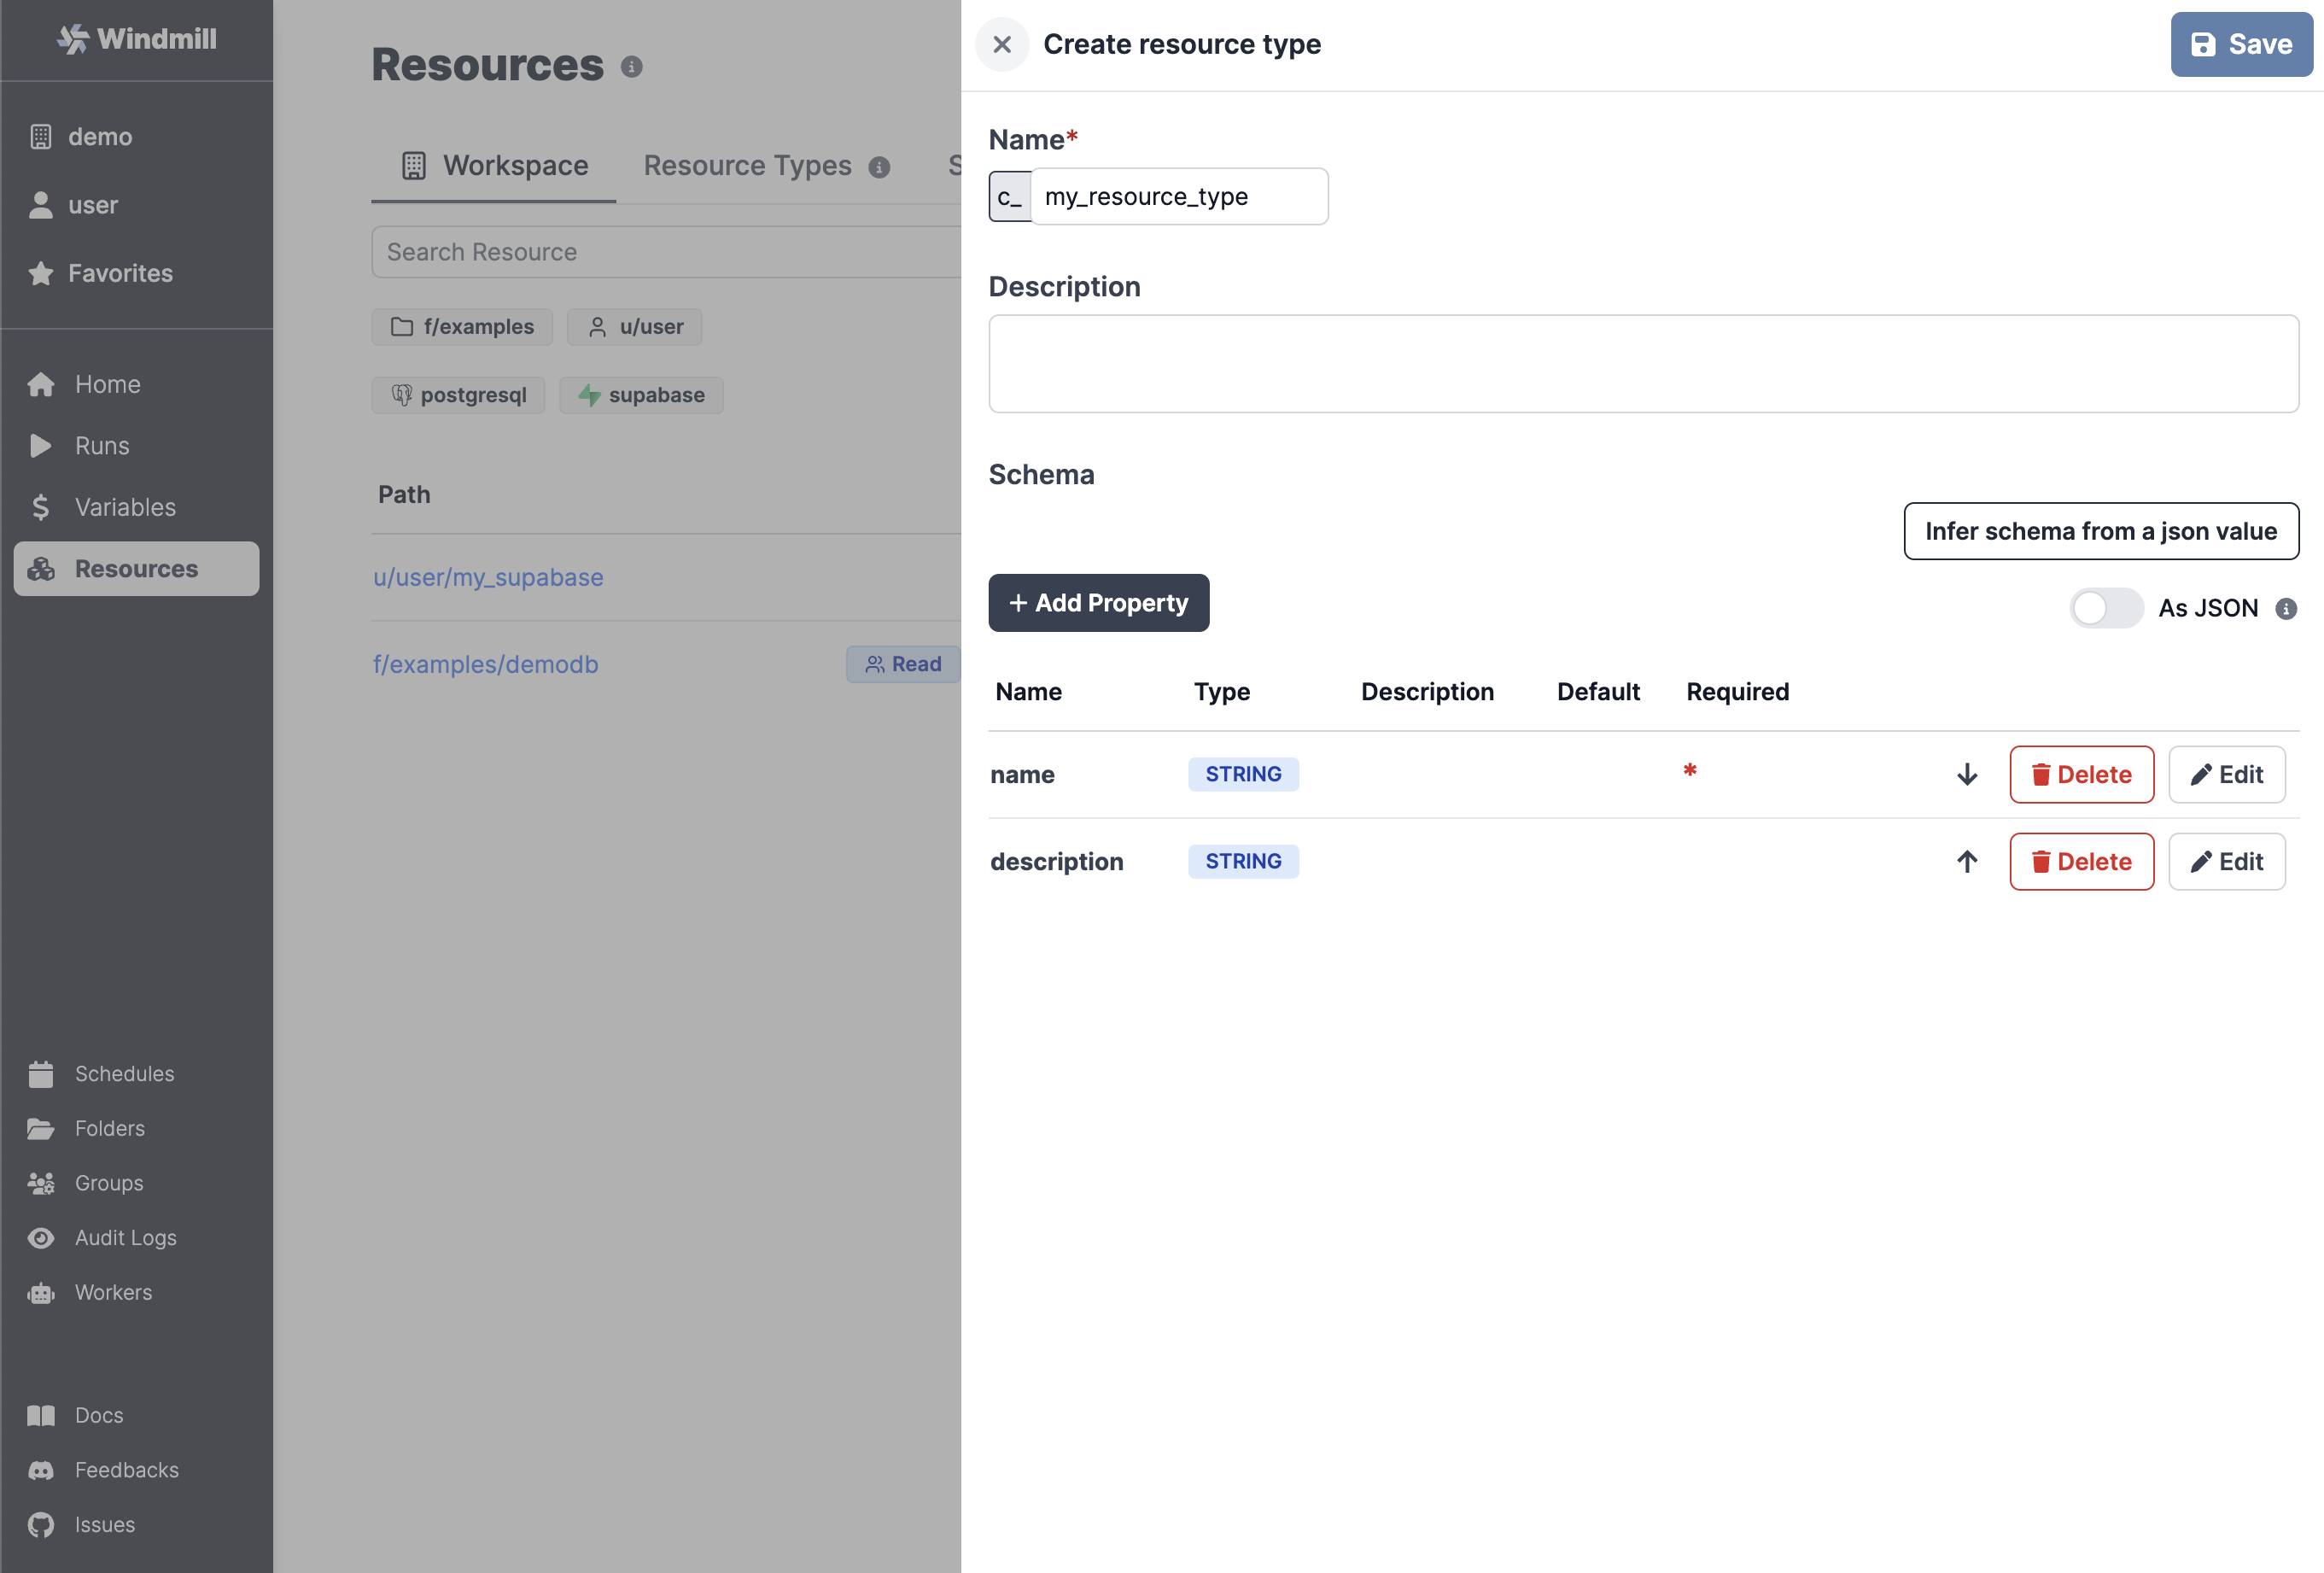 Windmill
demo
user
Favorites
Home
Runs
Variables
Resources
Schedules
Folders
Groups
Audit Logs
Workers
Docs
Feedbacks
Issues
Resources
Workspace Resource Types S
Search Resource
f/examples u/user
postgresql supabase
Path
u/user/my_supabase
f/examples/demodb Read
Create resource type Save
Name*
c_ my_resource_type
Description
Schema
Infer schema from a json value
+ Add Property As JSON
Name Type Description Default Required
name STRING * Delete Edit
description STRING Delete Edit